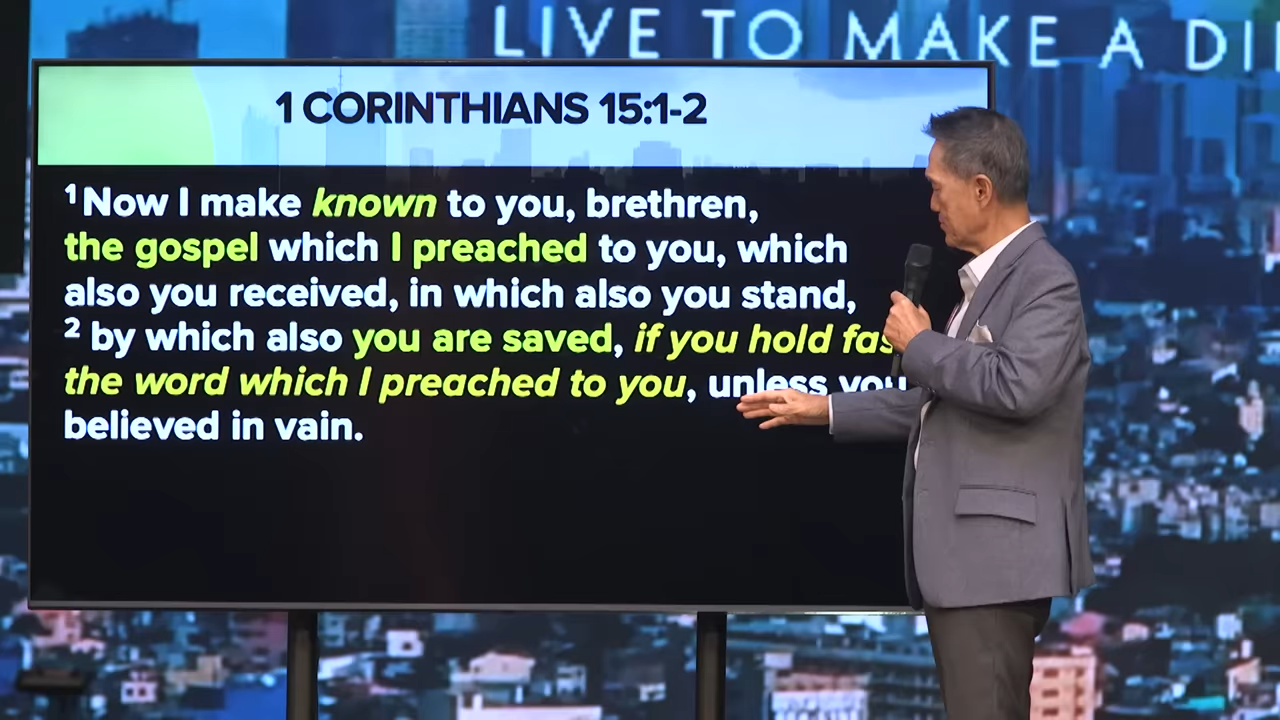 LIVE TO MAKE A DI
1 CORINTHIANS 15:1-2
1 Now I make known to you, brethren,
the gospel which I preached to you, which
also you received, in which also you stand,
2 by which also you are saved, if you hold fas
the word which I preached to you, unless you
believed in vain.